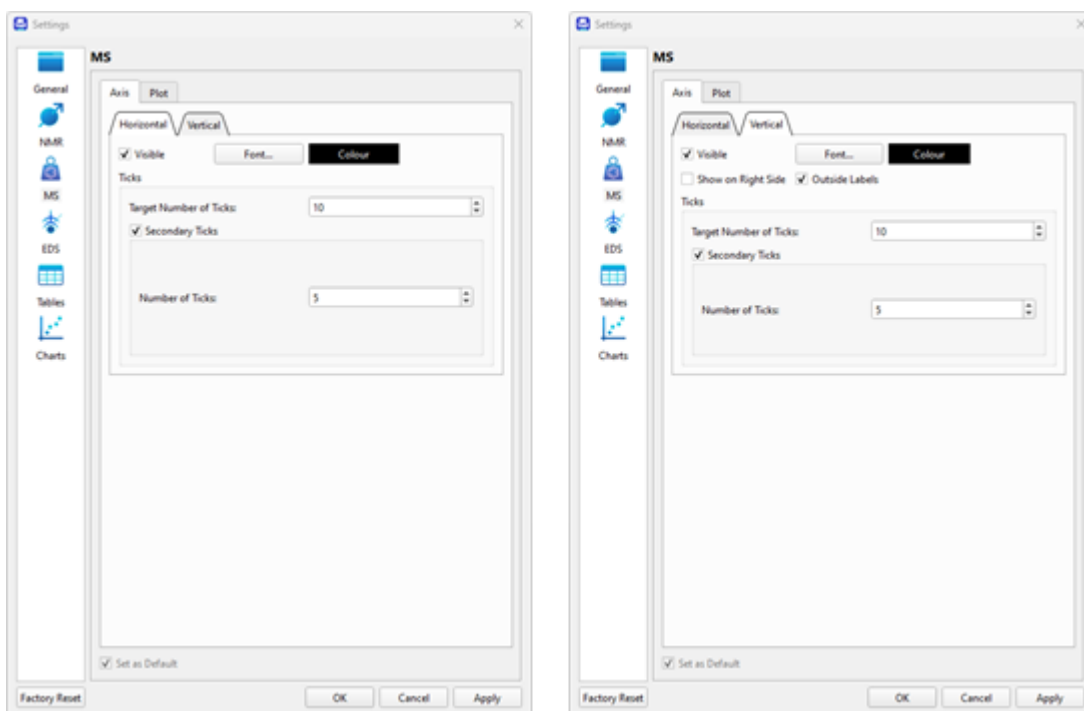 Settings
MS
General
Axis Plot
Horizontal Vertical
NMR
Visible Font... Colour
Ticks
MS
Target Number of Ticks: 10
Secondary Ticks
EDS
Number of Ticks: 5
Tables
Charts
Set as Default
Factory Reset OK Cancel Apply
Settings
MS
General
Axis Plot
Horizontal Vertical
NMR
Visible Font... Colour
Show on Right Side Outside Labels
MS
Ticks
Target Number of Ticks: 10
EDS
Secondary Ticks
Tables
Number of Ticks: 5
Charts
Set as Default
Factory Reset OK Cancel Apply